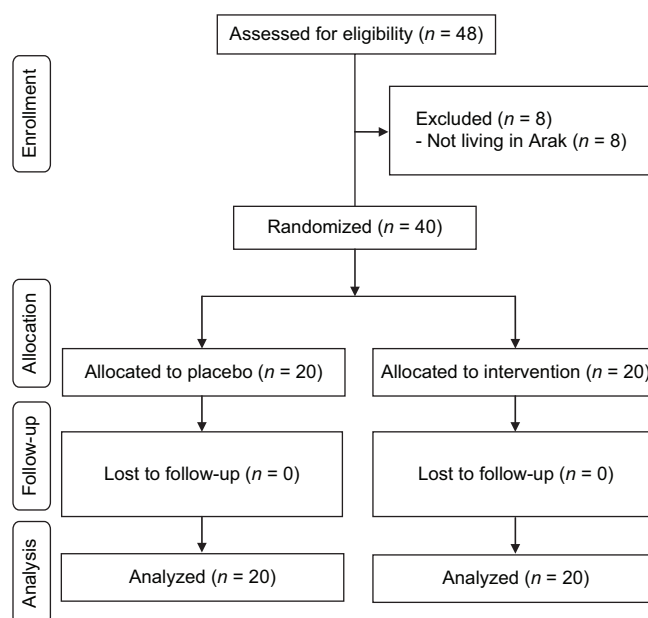 Assessed for eligibility (n = 48)
Enrollment
Excluded (n = 8)
- Not living in Arak (n = 8)
Randomized (n = 40)
Allocation
Allocated to placebo (n = 20)
Allocated to intervention (n = 20)
Follow-up
Lost to follow-up (n = 0)
Lost to follow-up (n = 0)
Analysis
Analyzed (n = 20)
Analyzed (n = 20)